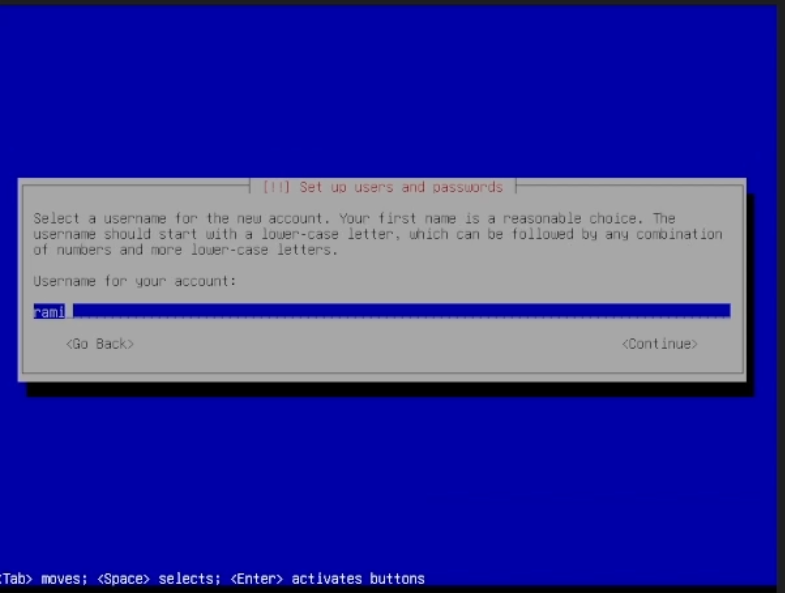 [!!] Set up users and passwords
Select a username for the new account. Your first name is a reasonable choice. The
username should start with a lower-case letter, which can be followed by any combination
of numbers and more lower-case letters.
Username for your account:
rami
<Go Back> <Continue>
<Tab> moves; <Space> selects; <Enter> activates buttons